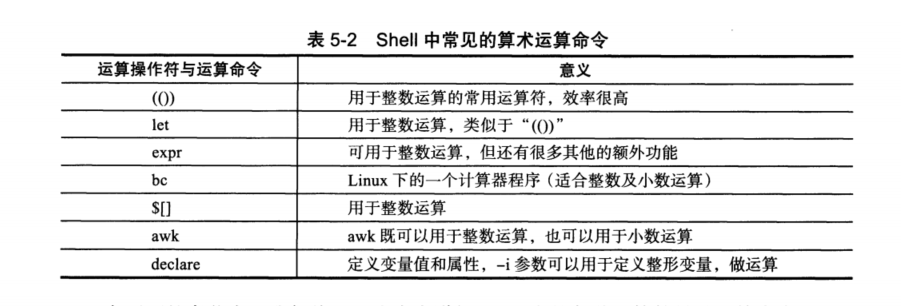 表 5-2 Shell 中常见的算术运算命令
运算操作符与运算命令 意义
(()) 用于整数运算的常用运算符，效率很高
let 用于整数运算，类似于“(())”
expr 可用于整数运算，但还有很多其他的额外功能
bc Linux 下的一个计算器程序（适合整数及小数运算）
$[] 用于整数运算
awk awk 既可以用于整数运算，也可以用于小数运算
declare 定义变量值和属性，-i 参数可以用于定义整形变量，做运算